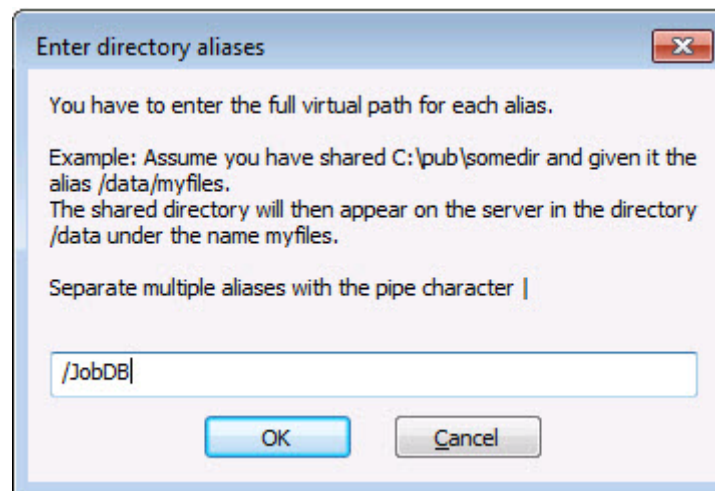 Enter directory aliases
You have to enter the full virtual path for each alias.
Example: Assume you have shared C:\pub\somedir and given it the
alias /data/myfiles.
The shared directory will then appear on the server in the directory
/data under the name myfiles.
Separate multiple aliases with the pipe character |
/JobDB
OK
Cancel